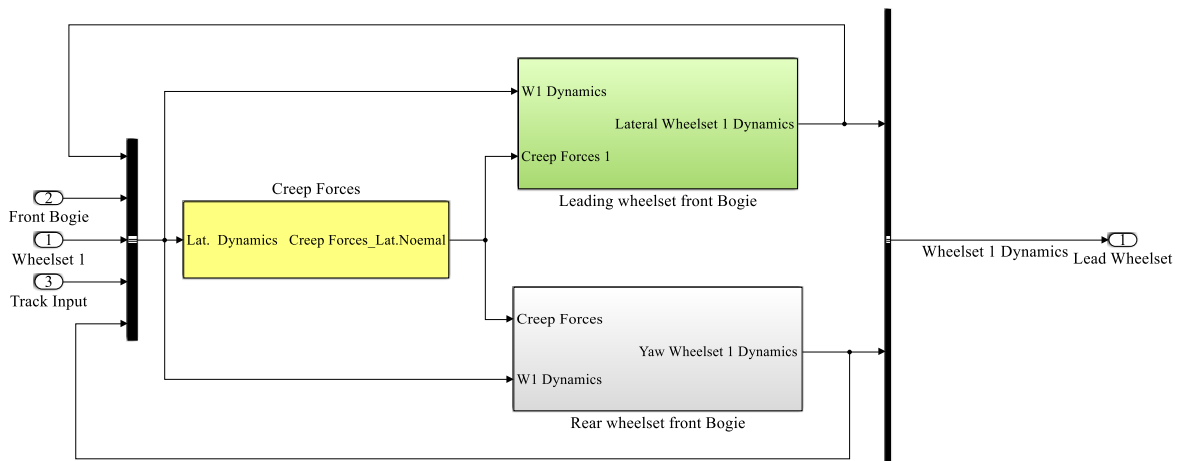 W1 Dynamics
Lateral Wheelset 1 Dynamics
Creep Forces 1
Leading wheelset front Bogie
Creep Forces
2
Front Bogie
1
Wheelset 1
3
Track Input
Lat. Dynamics Creep Forces_Lat.Noemal
Wheelset 1 Dynamics
1
Lead Wheelset
Creep Forces
Yaw Wheelset 1 Dynamics
W1 Dynamics
Rear wheelset front Bogie